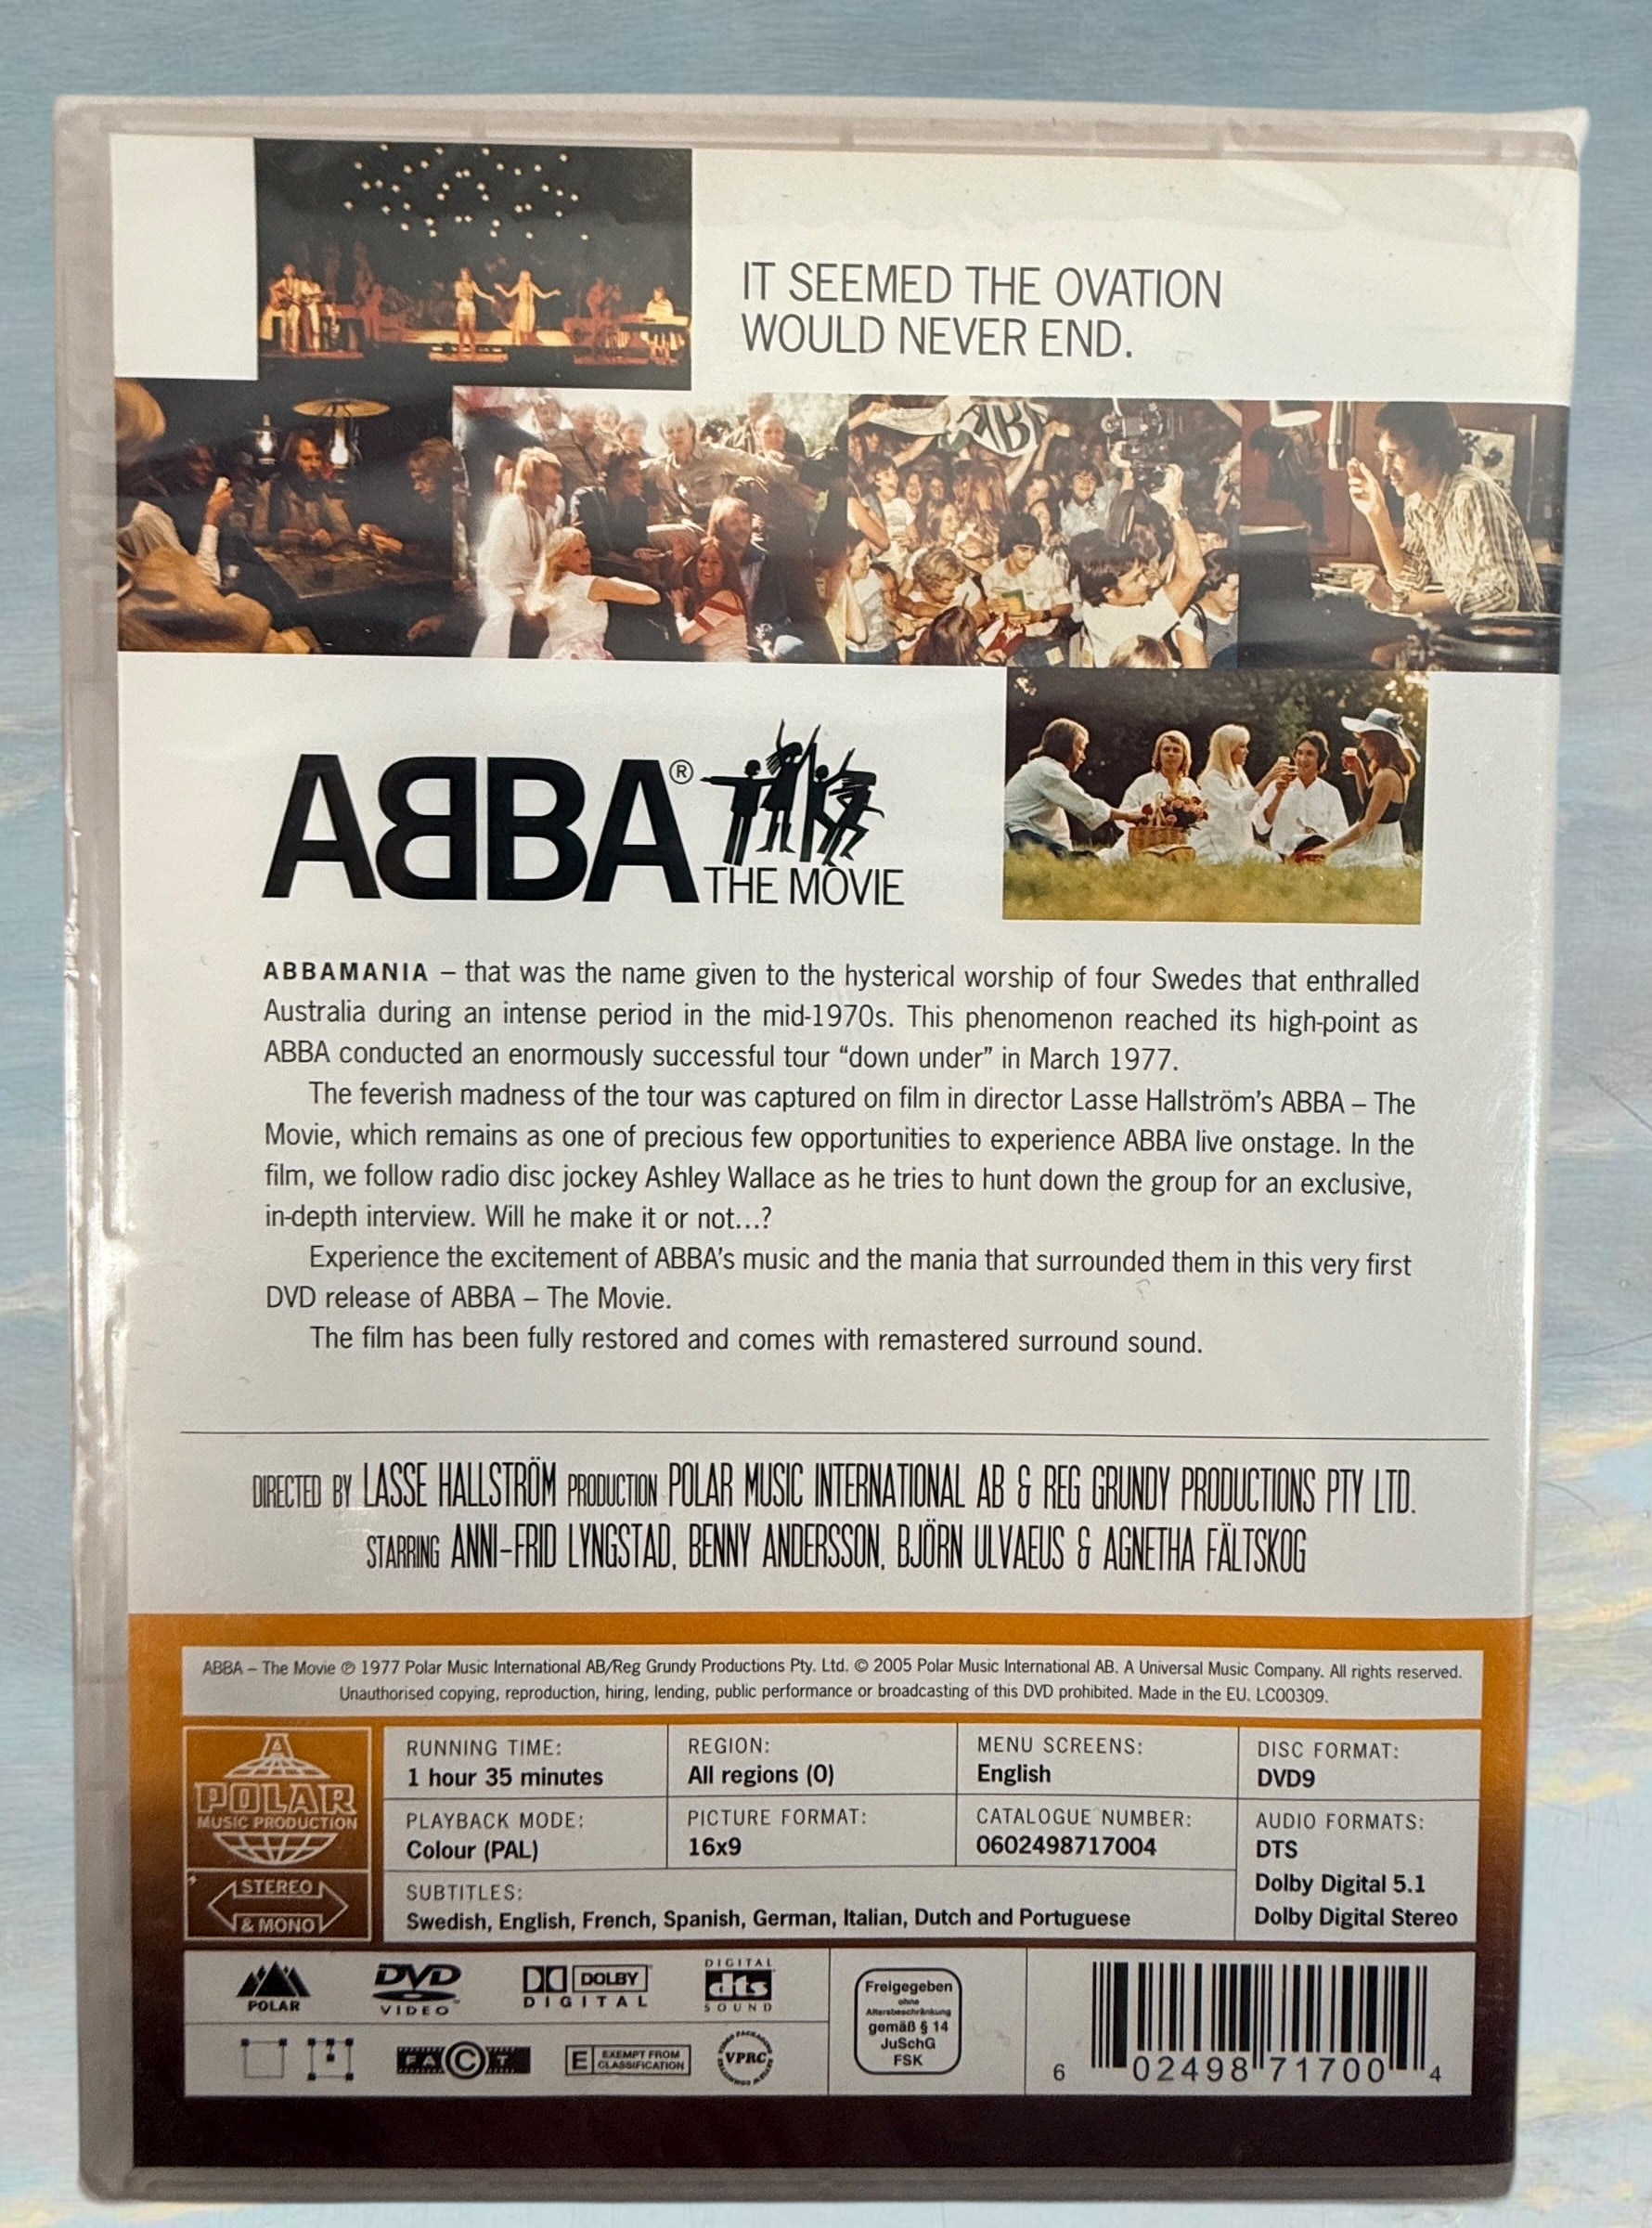 IT SEEMED THE OVATION
WOULD NEVER END.
ABBA
ABBA®
THE MOVIE
ABBAMANIA – that was the name given to the hysterical worship of four Swedes that enthralled
Australia during an intense period in the mid-1970s. This phenomenon reached its high-point as
ABBA conducted an enormously successful tour “down under” in March 1977.
The feverish madness of the tour was captured on film in director Lasse Hallström’s ABBA – The
Movie, which remains as one of precious few opportunities to experience ABBA live onstage. In the
film, we follow radio disc jockey Ashley Wallace as he tries to hunt down the group for an exclusive,
in-depth interview. Will he make it or not...?
Experience the excitement of ABBA’s music and the mania that surrounded them in this very first
DVD release of ABBA – The Movie.
The film has been fully restored and comes with remastered surround sound.
DIRECTED BY LASSE HALLSTRÖM PRODUCTION POLAR MUSIC INTERNATIONAL AB & REG GRUNDY PRODUCTIONS PTY LTD.
STARRING ANNI-FRID LYNGSTAD, BENNY ANDERSSON, BJÖRN ULVAEUS & AGNETHA FÄLTSKOG
ABBA – The Movie ℗ 1977 Polar Music International AB/Reg Grundy Productions Pty. Ltd. © 2005 Polar Music International AB. A Universal Music Company. All rights reserved.
Unauthorised copying, reproduction, hiring, lending, public performance or broadcasting of this DVD prohibited. Made in the EU. LC00309.
A
POLAR
MUSIC PRODUCTION
STEREO
& MONO
RUNNING TIME:
1 hour 35 minutes
REGION:
All regions (0)
MENU SCREENS:
English
DISC FORMAT:
DVD9
PLAYBACK MODE:
Colour (PAL)
PICTURE FORMAT:
16x9
CATALOGUE NUMBER:
0602498717004
AUDIO FORMATS:
DTS
Dolby Digital 5.1
Dolby Digital Stereo
SUBTITLES:
Swedish, English, French, Spanish, German, Italian, Dutch and Portuguese
POLAR
DVD
VIDEO™
DOLBY
DIGITAL
DIGITAL
dts
SOUND
FACT
E EXEMPT FROM
CLASSIFICATION
VPRC
Freigegeben
ohne
Altersbeschränkung
gemäß § 14
JuSchG
FSK
6 02498 71700 4